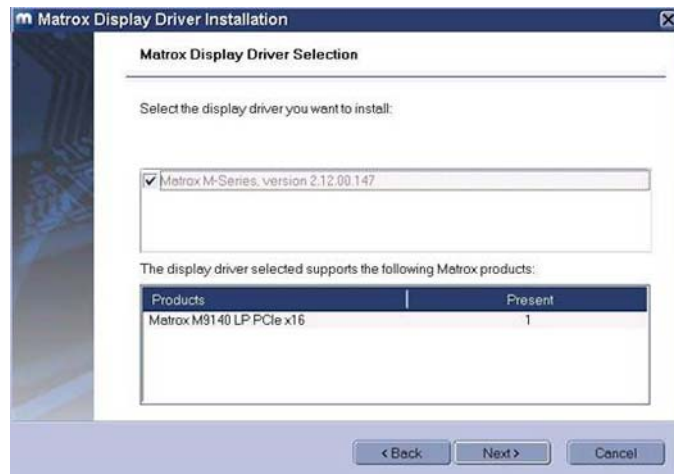 Matrox Display Driver Installation
Matrox Display Driver Selection
Select the display driver you want to install:
Matrox M-Series, version 2.12.00.147
The display driver selected supports the following Matrox products:
Products Present
Matrox M9140 LP PCIe x16 1
< Back Next > Cancel